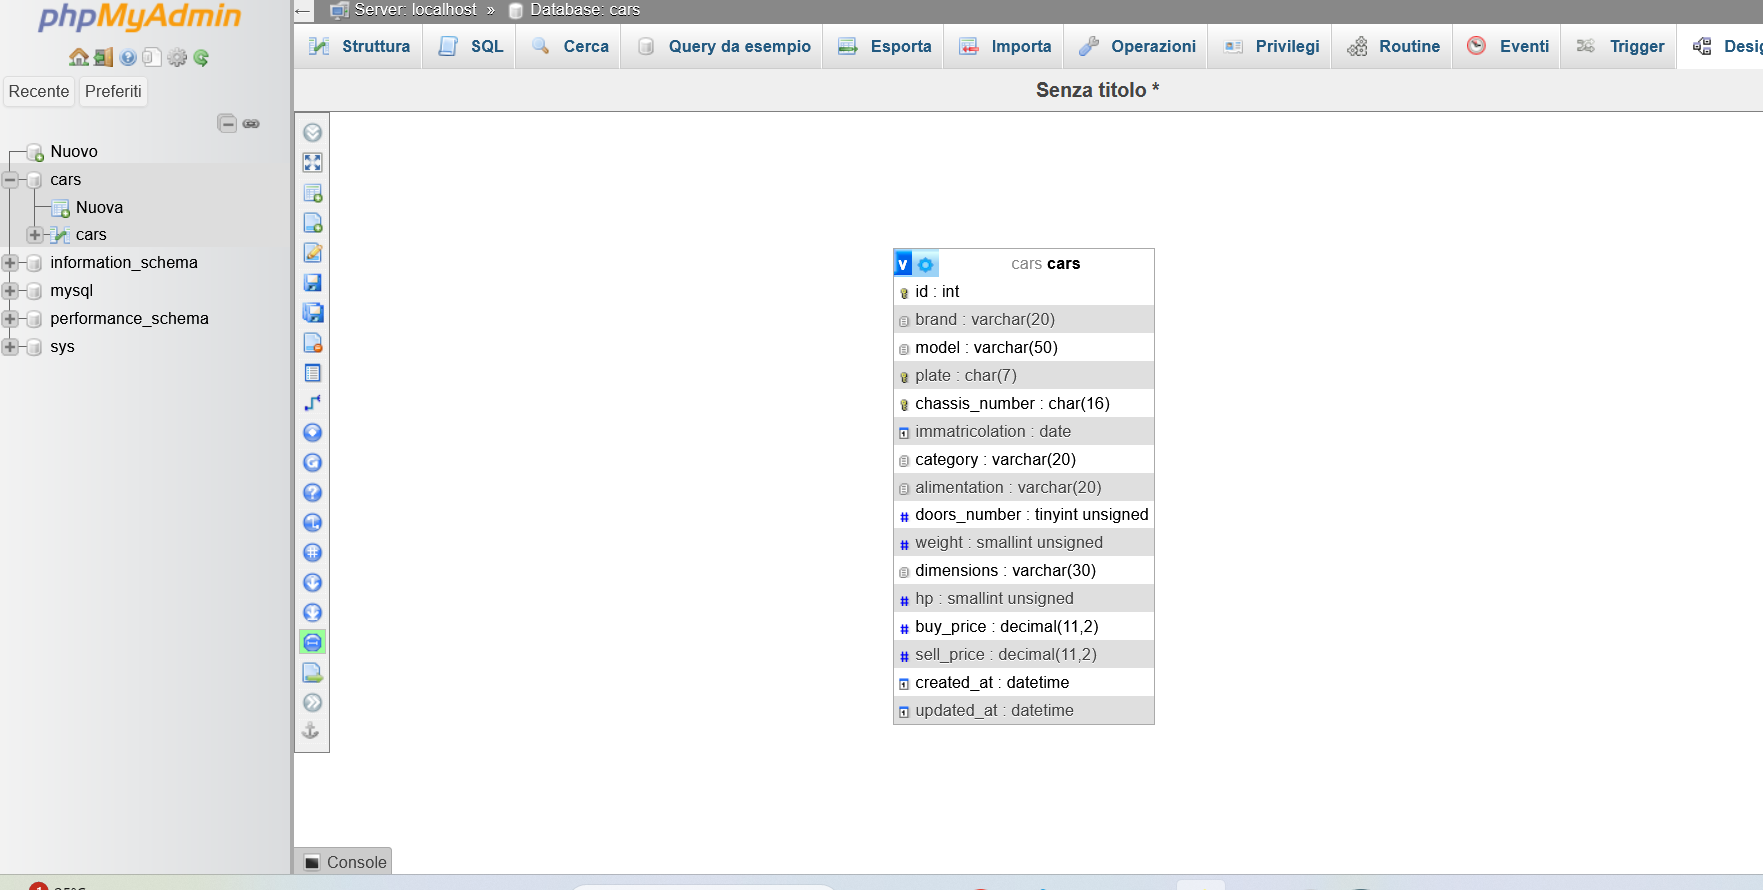 phpMyAdmin
Recente Preferiti
Nuovo
cars
Nuova
cars
information_schema
mysql
performance_schema
sys
Server: localhost » Database: cars
Struttura SQL Cerca Query da esempio Esporta Importa Operazioni Privilegi Routine Eventi Trigger
Senza titolo *
v cars cars
id : int
brand : varchar(20)
model : varchar(50)
plate : char(7)
chassis_number : char(16)
immatricolation : date
category : varchar(20)
alimentation : varchar(20)
doors_number : tinyint unsigned
weight : smallint unsigned
dimensions : varchar(30)
hp : smallint unsigned
buy_price : decimal(11,2)
sell_price : decimal(11,2)
created_at : datetime
updated_at : datetime
Console